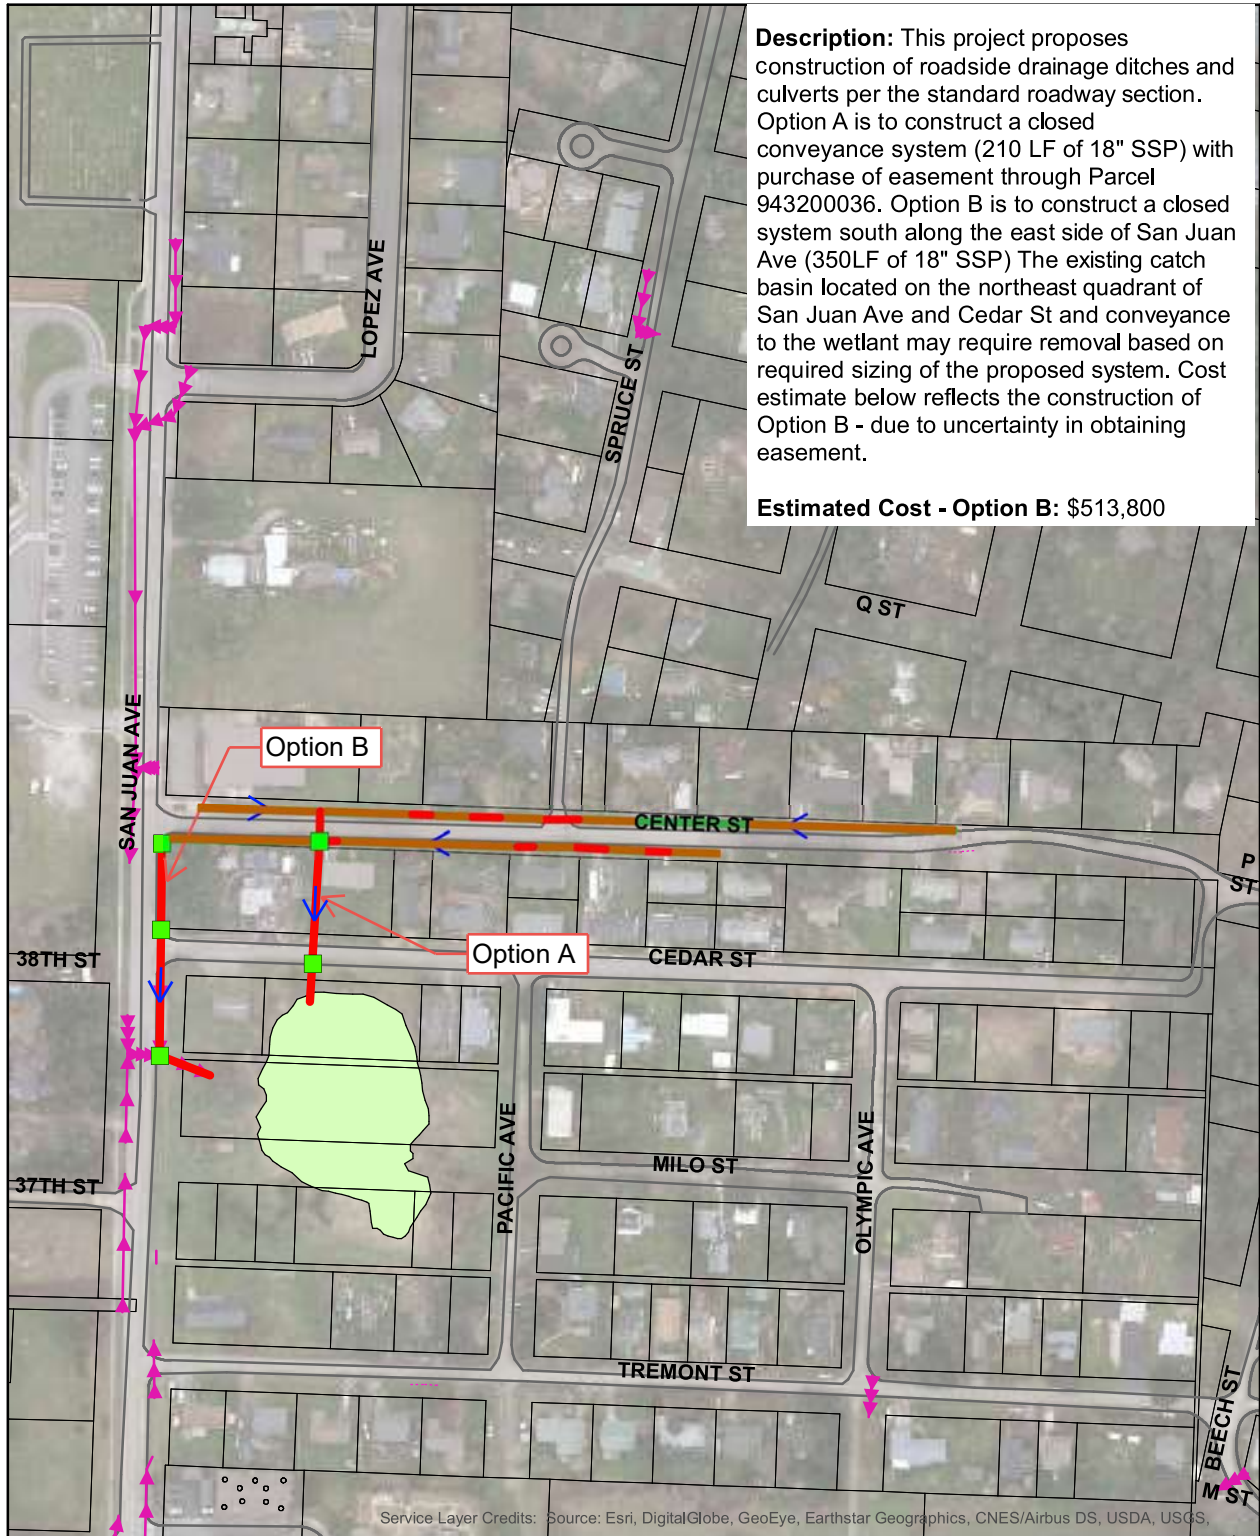 Description: This project proposes
construction of roadside drainage ditches and
culverts per the standard roadway section.
Option A is to construct a closed
conveyance system (210 LF of 18" SSP) with
purchase of easement through Parcel
943200036. Option B is to construct a closed
system south along the east side of San Juan
Ave (350LF of 18" SSP) The existing catch
basin located on the northeast quadrant of
San Juan Ave and Cedar St and conveyance
to the wetlant may require removal based on
required sizing of the proposed system. Cost
estimate below reflects the construction of
Option B - due to uncertainty in obtaining
easement.
Estimated Cost - Option B: $513,800
LOPEZ AVE
SPRUCE ST
Q ST
SAN JUAN AVE
Option B
CENTER ST
P
ST
Option A
38TH ST
CEDAR ST
PACIFIC AVE
OLYMPIC AVE
MILO ST
37TH ST
TREMONT ST
BEECH ST
M ST
Service Layer Credits: Source: Esri, DigitalGlobe, GeoEye, Earthstar Geographics, CNES/Airbus DS, USDA, USGS,